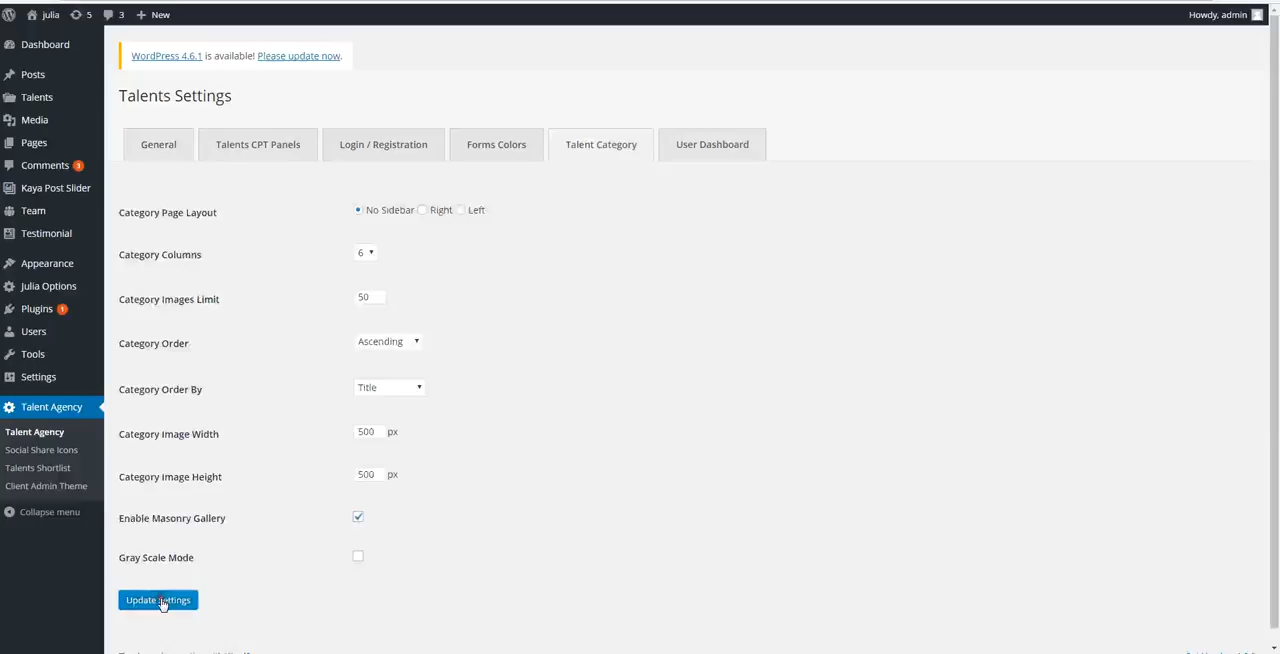 julia 5 3 + New Howdy, admin
Dashboard
Posts
Talents
Media
Pages
Comments 3
Kaya Post Slider
Team
Testimonial
Appearance
Julia Options
Plugins 1
Users
Tools
Settings
Talent Agency
Talent Agency
Social Share Icons
Talents Shortlist
Client Admin Theme
Collapse menu
WordPress 4.6.1 is available! Please update now.
Talents Settings
General Talents CPT Panels Login / Registration Forms Colors Talent Category User Dashboard
Category Page Layout No Sidebar Right Left
Category Columns 6
Category Images Limit 50
Category Order Ascending
Category Order By Title
Category Image Width 500 px
Category Image Height 500 px
Enable Masonry Gallery
Gray Scale Mode
Update Settings